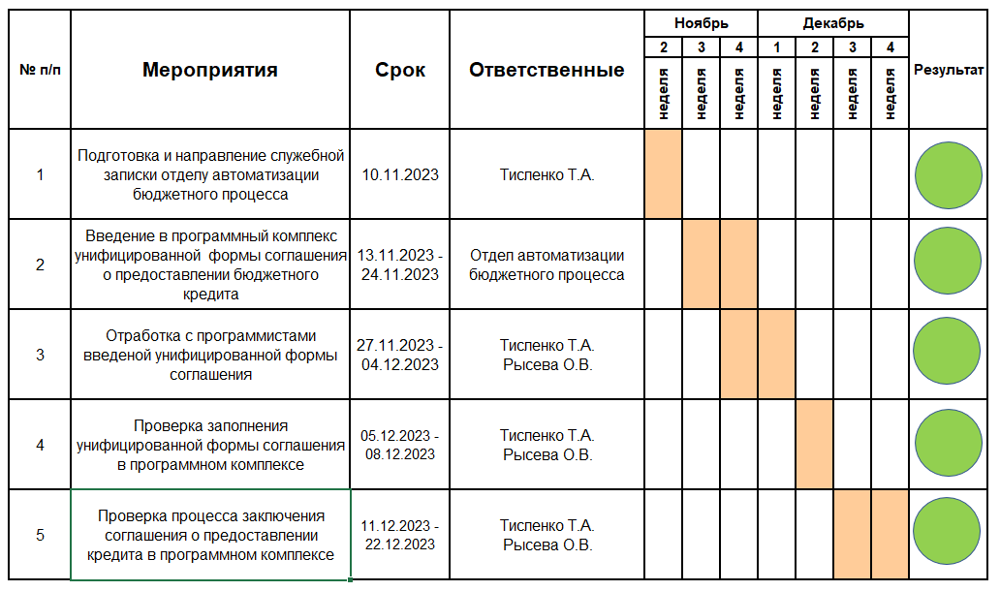 № п/п
Мероприятия
Срок
Ответственные
Ноябрь
Декабрь
2
3
4
1
2
3
4
неделя
неделя
неделя
неделя
неделя
неделя
неделя
Результат
1
Подготовка и направление служебной
записки отделу автоматизации
бюджетного процесса
10.11.2023
Тисленко Т.А.
2
Введение в программный комплекс
унифицированной формы соглашения
о предоставлении бюджетного
кредита
13.11.2023 -
24.11.2023
Отдел автоматизации
бюджетного процесса
3
Отработка с программистами
введеной унифицированной формы
соглашения
27.11.2023 -
04.12.2023
Тисленко Т.А.
Рысева О.В.
4
Проверка заполнения
унифицированной формы соглашения
в программном комплексе
05.12.2023 -
08.12.2023
Тисленко Т.А.
Рысева О.В.
5
Проверка процесса заключения
соглашения о предоставлении
кредита в программном комплексе
11.12.2023 -
22.12.2023
Тисленко Т.А.
Рысева О.В.